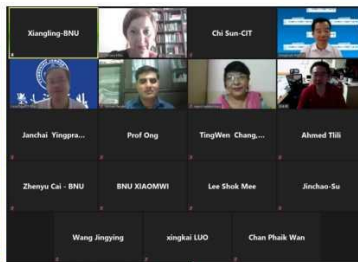 Xiangling-BNU
Chi Sun-CIT
Janchai Yingpra...
Prof Ong
TingWen Chang,...
Ahmed Tlili
Zhenyu Cai - BNU
BNU XIAOMWI
Lee Shok Mee
Jinchao-Su
Wang Jingying
xingkai LUO
Chan Phaik Wan